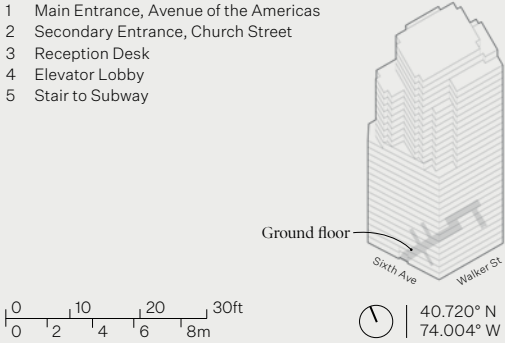 1 Main Entrance, Avenue of the Americas
2 Secondary Entrance, Church Street
3 Reception Desk
4 Elevator Lobby
5 Stair to Subway
Ground floor
Sixth Ave
Walker St
0 10 20 30ft
0 2 4 6 8m
40.720° N
74.004° W